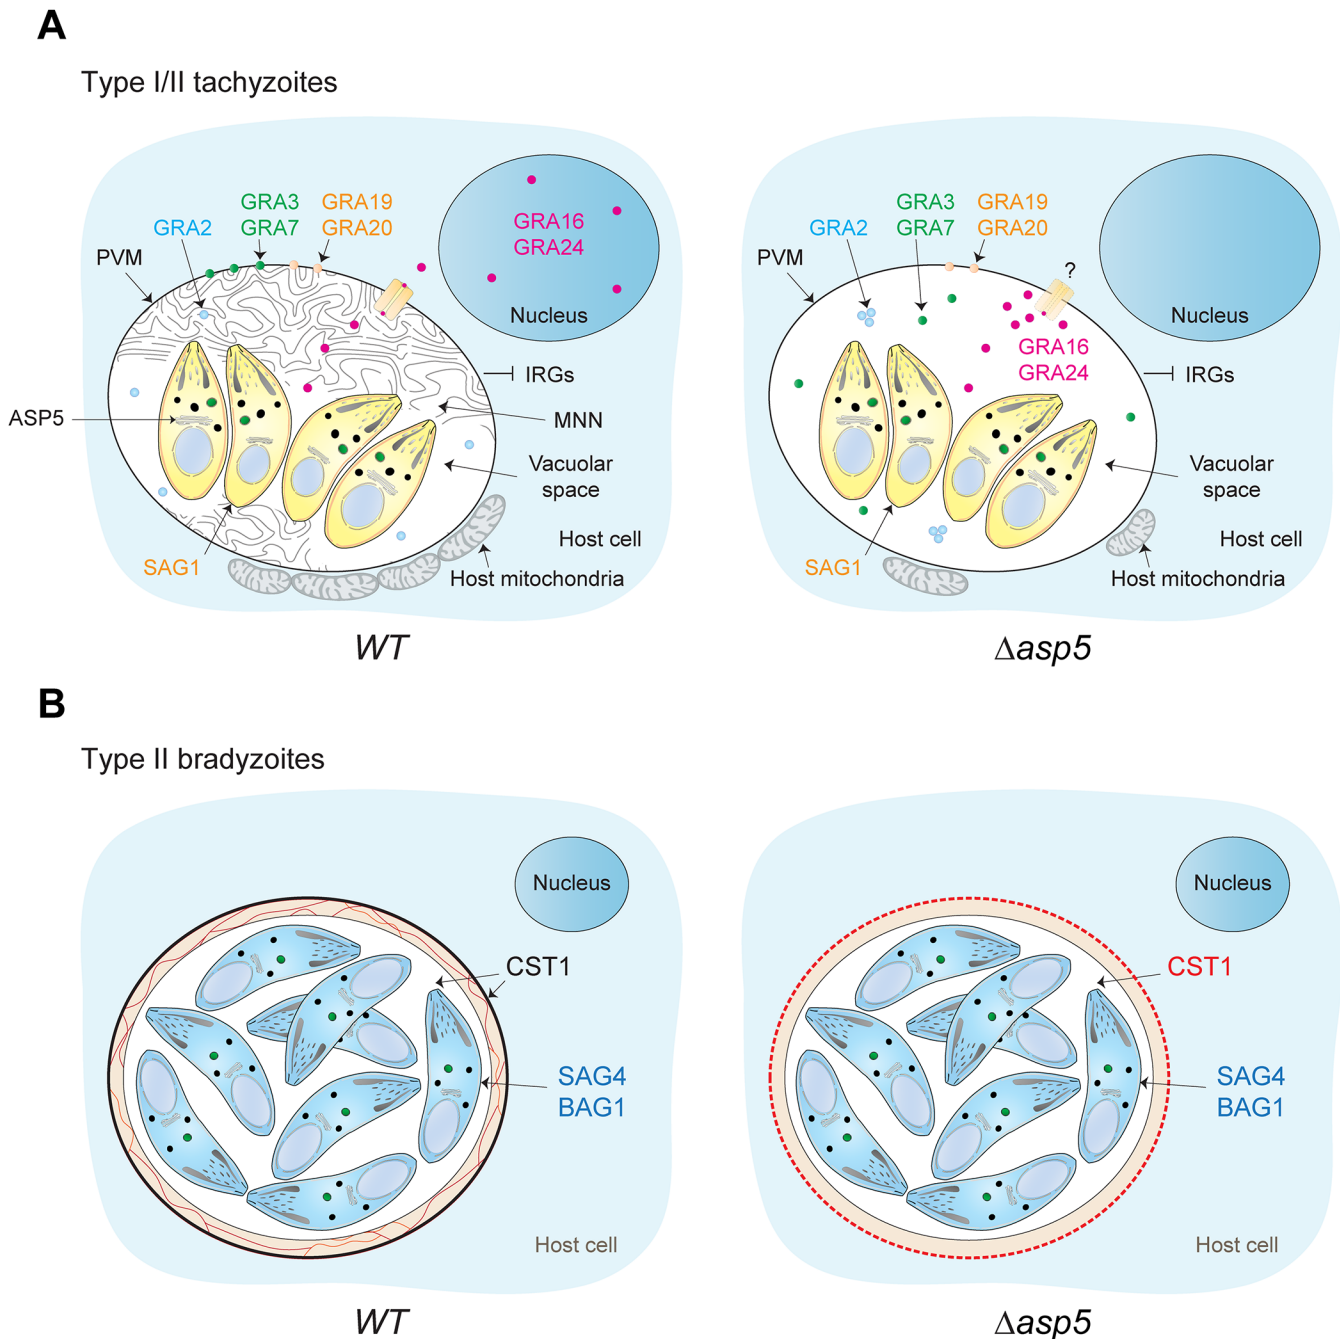 A
Type I/II tachyzoites
GRA3
GRA7
GRA19
GRA20
GRA2
PVM
GRA16
GRA24
Nucleus
IRGs
ASP5
MNN
Vacuolar
space
Host cell
SAG1
Host mitochondria
WT
GRA3
GRA7
GRA19
GRA20
GRA2
PVM
?
Nucleus
GRA16
GRA24
IRGs
Vacuolar
space
Host cell
SAG1
Host mitochondria
Δasp5
B
Type II bradyzoites
Nucleus
CST1
SAG4
BAG1
Host cell
WT
Nucleus
CST1
SAG4
BAG1
Host cell
Δasp5